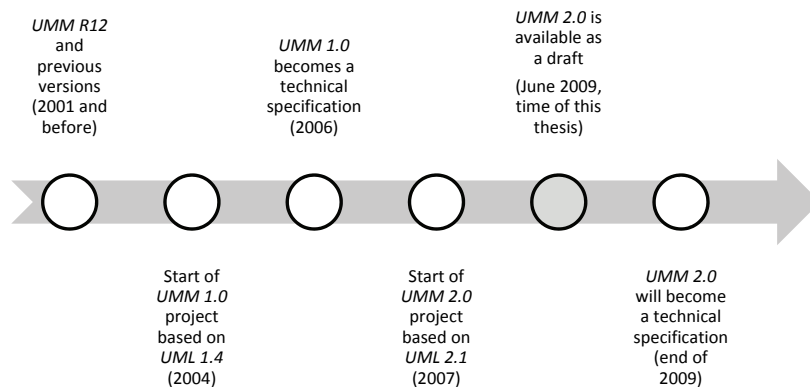 UMM R12
and
previous
versions
(2001 and
before)
Start of
UMM 1.0
project
based on
UML 1.4
(2004)
UMM 1.0
becomes a
technical
specification
(2006)
Start of
UMM 2.0
project
based on
UML 2.1
(2007)
UMM 2.0 is
available as
a draft
(June 2009,
time of this
thesis)
UMM 2.0
will become
a technical
specification
(end of
2009)